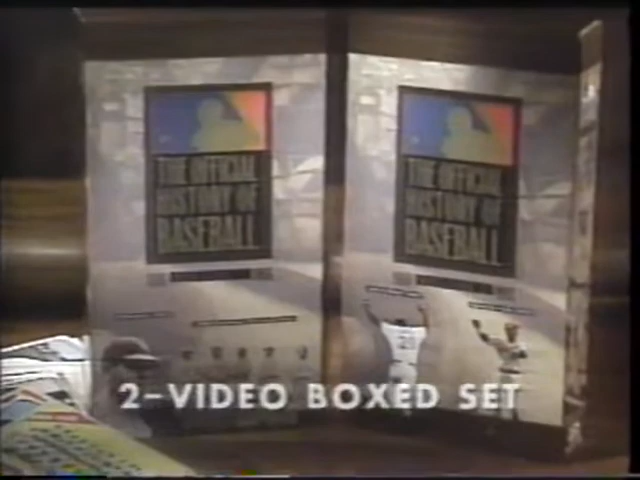 THE OFFICIAL
HISTORY OF
BASEBALL
THE OFFICIAL
HISTORY OF
BASEBALL
2-VIDEO BOXED SET